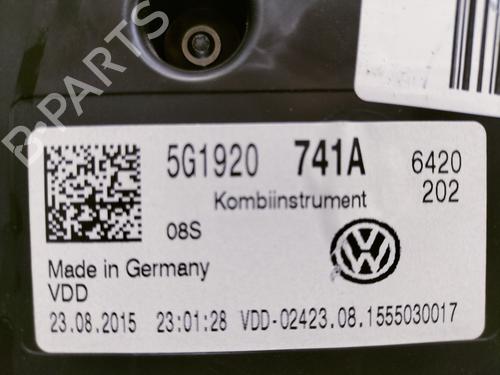 B-PARTS
5G1920 741A 6420
Kombiinstrument 202
08S
Made in Germany
VDD
23.08.2015 23:01:28 VDD-02423.08.1555030017